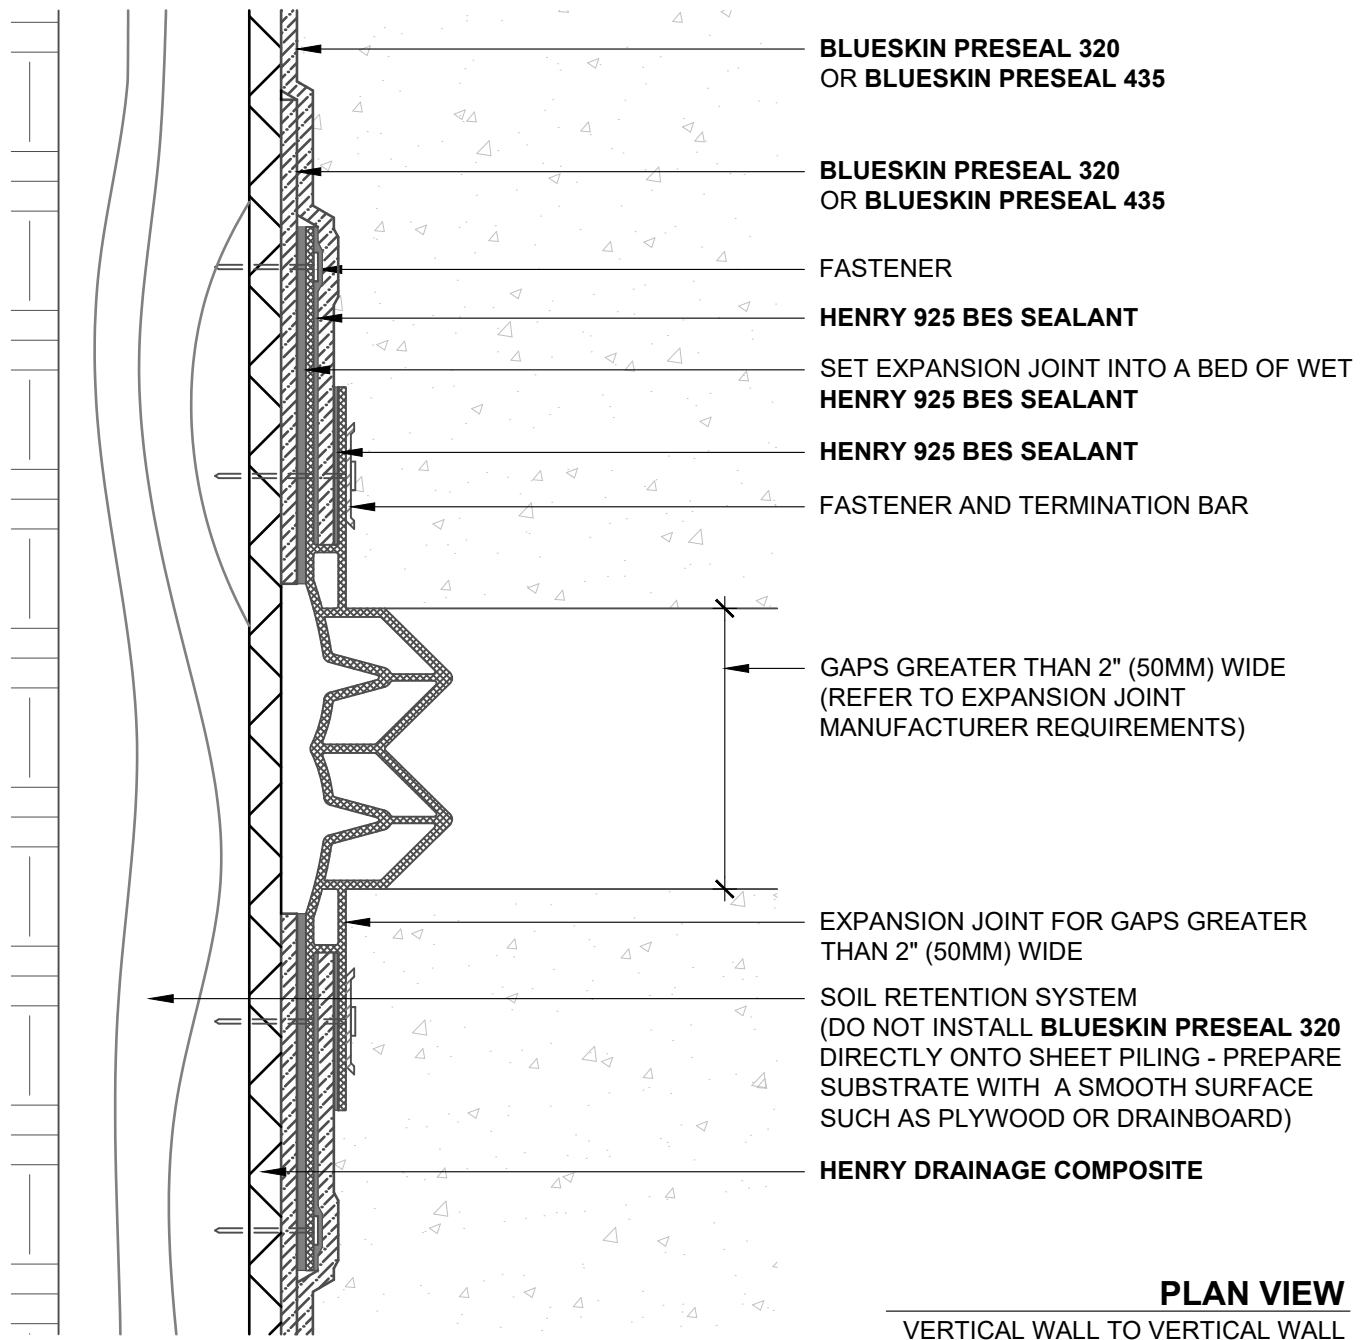 BLUESKIN PRESEAL 320
OR BLUESKIN PRESEAL 435
BLUESKIN PRESEAL 320
OR BLUESKIN PRESEAL 435
FASTENER
HENRY 925 BES SEALANT
SET EXPANSION JOINT INTO A BED OF WET
HENRY 925 BES SEALANT
HENRY 925 BES SEALANT
FASTENER AND TERMINATION BAR
GAPS GREATER THAN 2" (50MM) WIDE
(REFER TO EXPANSION JOINT
MANUFACTURER REQUIREMENTS)
EXPANSION JOINT FOR GAPS GREATER
THAN 2" (50MM) WIDE
SOIL RETENTION SYSTEM
(DO NOT INSTALL BLUESKIN PRESEAL 320
DIRECTLY ONTO SHEET PILING - PREPARE
SUBSTRATE WITH A SMOOTH SURFACE
SUCH AS PLYWOOD OR DRAINBOARD)
HENRY DRAINAGE COMPOSITE
PLAN VIEW
VERTICAL WALL TO VERTICAL WALL